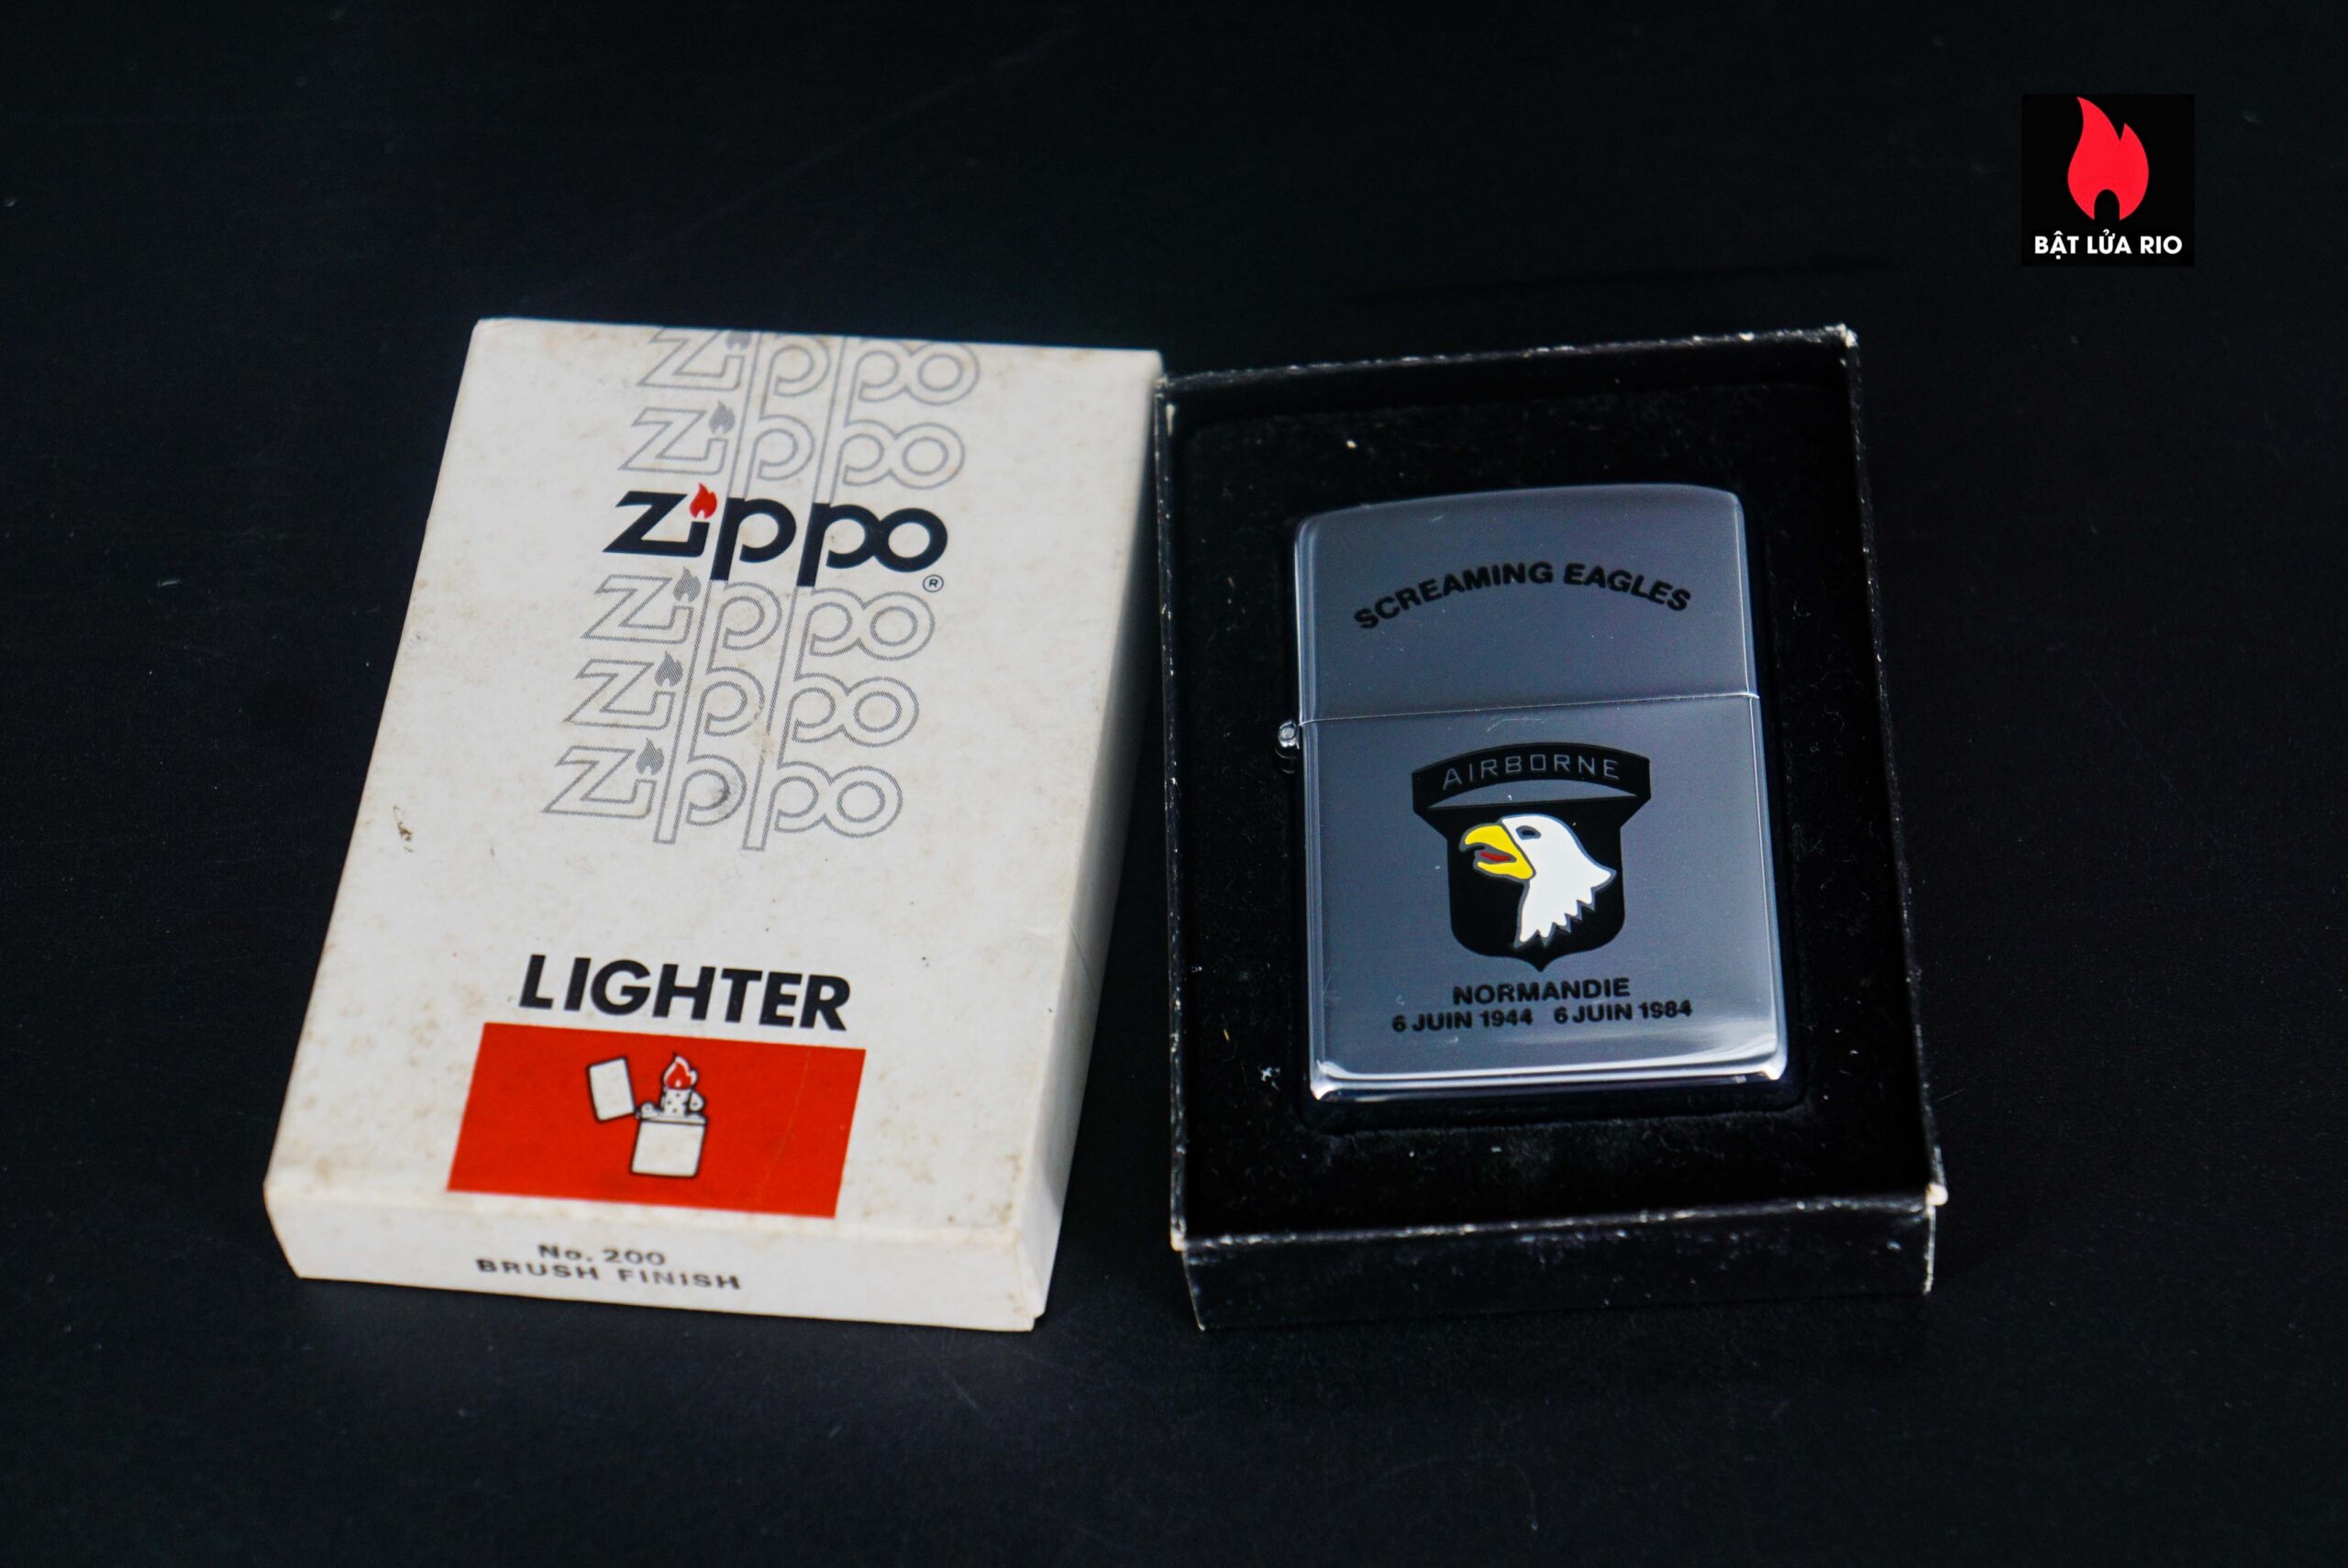 BẬT LỬA RIO
Zippo
Zippo
Zippo®
Zippo
Zippo
Zippo
LIGHTER
No. 200
BRUSH FINISH
SCREAMING EAGLES
AIRBORNE
NORMANDIE
6 JUIN 1944 6 JUIN 1984